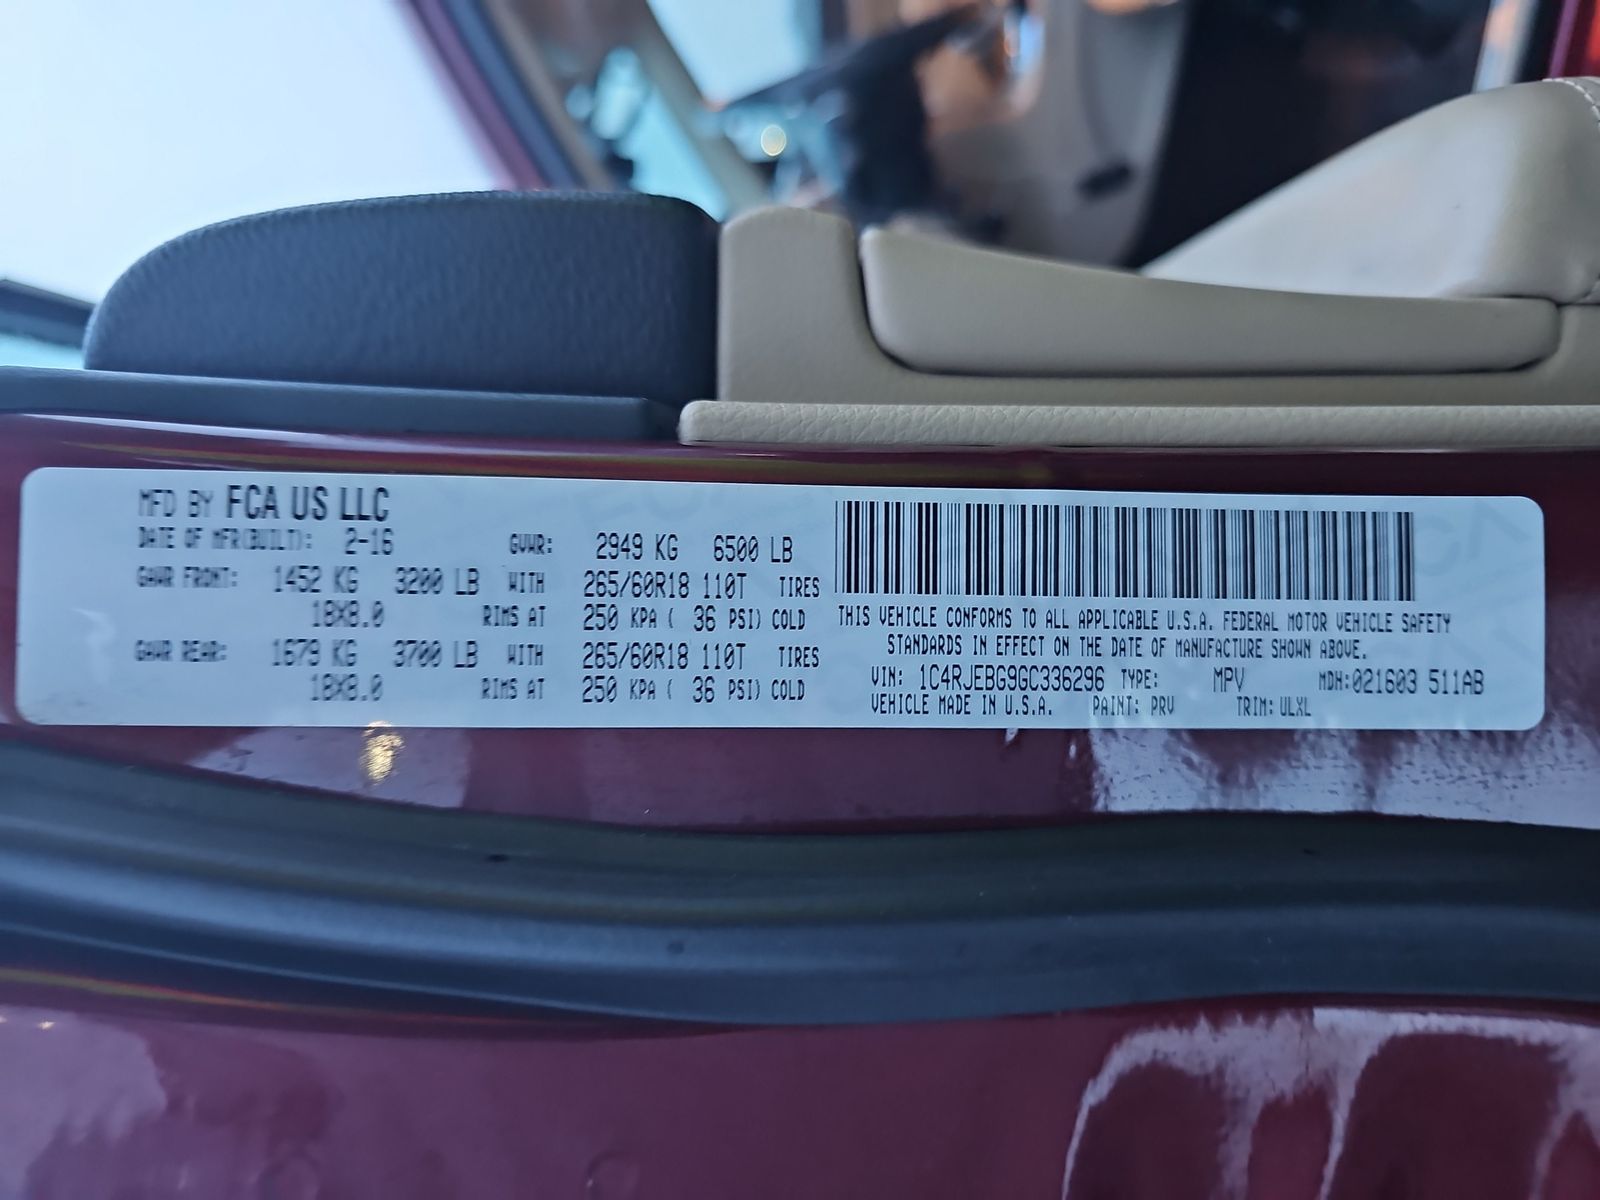 MFD BY FCA US LLC
DATE OF MFR(BUILT): 2-16 GVWR: 2949 KG 6500 LB
GAWR FRONT: 1452 KG 3200 LB WITH 265/60R18 110T TIRES
18X8.0 RIMS AT 250 KPA ( 36 PSI) COLD
GAWR REAR: 1679 KG 3700 LB WITH 265/60R18 110T TIRES
18X8.0 RIMS AT 250 KPA ( 36 PSI) COLD
THIS VEHICLE CONFORMS TO ALL APPLICABLE U.S.A. FEDERAL MOTOR VEHICLE SAFETY
STANDARDS IN EFFECT ON THE DATE OF MANUFACTURE SHOWN ABOVE.
VIN: 1C4RJEBG9GC336296 TYPE: MPV MDH:021603 511AB
VEHICLE MADE IN U.S.A. PAINT: PRV TRIM: ULXL